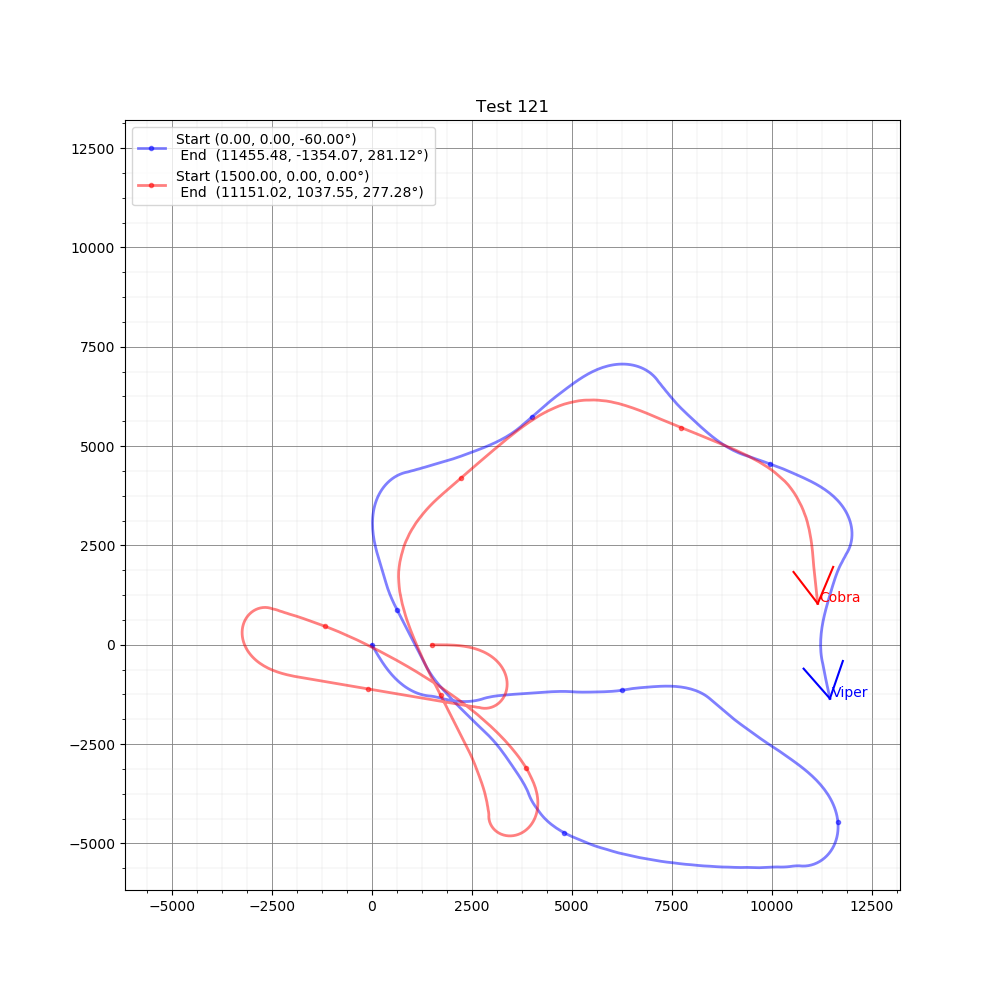 Test 121
Start (0.00, 0.00, -60.00°)
End  (11455.48, -1354.07, 281.12°)
Start (1500.00, 0.00, 0.00°)
End  (11151.02, 1037.55, 277.28°)
12500
10000
7500
5000
2500
0
−2500
−5000
Cobra
Viper
−5000 −2500 0 2500 5000 7500 10000 12500